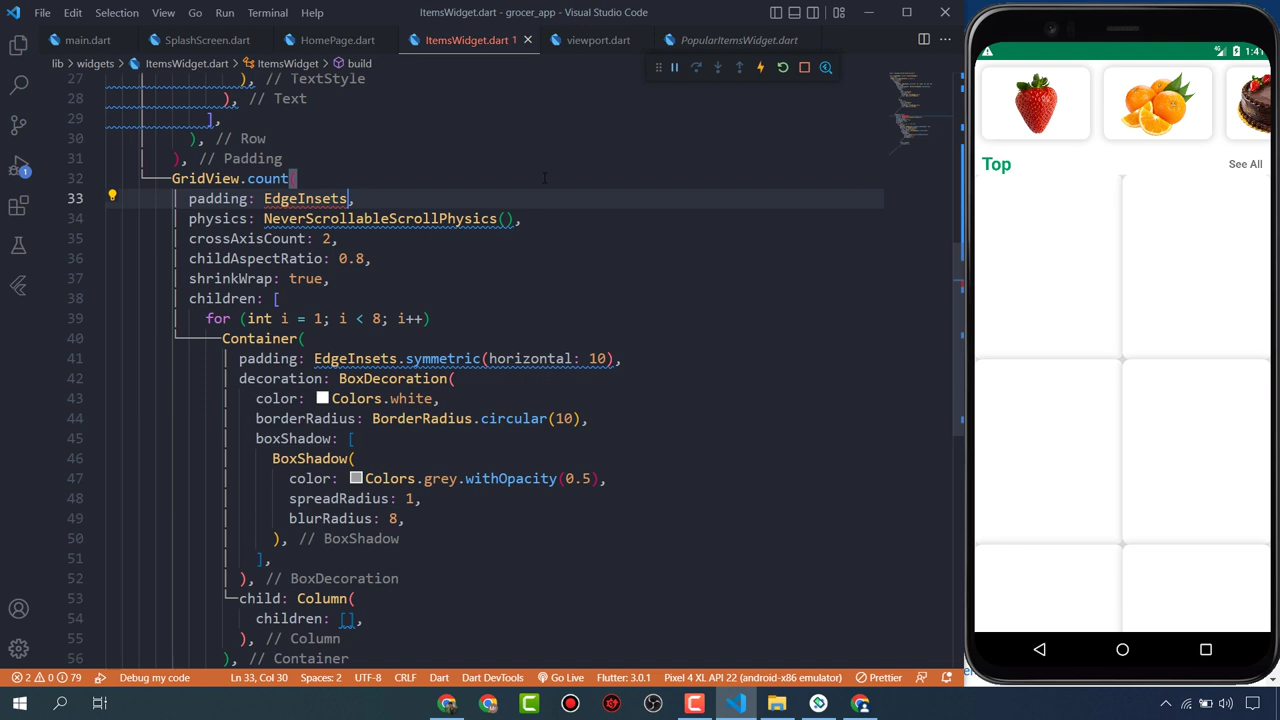 File Edit Selection View Go Run Terminal Help
ItemsWidget.dart - grocer_app - Visual Studio Code
main.dart SplashScreen.dart HomePage.dart ItemsWidget.dart 1 viewport.dart PopularItemsWidget.dart
lib > widgets > ItemsWidget.dart > ItemsWidget > build
27 ), // TextStyle
28 ), // Text
29 ],
30 ), // Row
31 ), // Padding
32 GridView.count(
33 padding: EdgeInsets,
34 physics: NeverScrollableScrollPhysics(),
35 crossAxisCount: 2,
36 childAspectRatio: 0.8,
37 shrinkWrap: true,
38 children: [
39 for (int i = 1; i < 8; i++)
40 Container(
41 padding: EdgeInsets.symmetric(horizontal: 10),
42 decoration: BoxDecoration(
43 color: Colors.white,
44 borderRadius: BorderRadius.circular(10),
45 boxShadow: [
46 BoxShadow(
47 color: Colors.grey.withOpacity(0.5),
48 spreadRadius: 1,
49 blurRadius: 8,
50 ), // BoxShadow
51 ],
52 ), // BoxDecoration
53 child: Column(
54 children: [],
55 ), // Column
56 ), // Container
1
2 0 79 Debug my code Ln 33, Col 30 Spaces: 2 UTF-8 CRLF Dart Dart DevTools Go Live Flutter: 3.0.1 Pixel 4 XL API 22 (android-x86 emulator) Prettier
1:41
Top See All